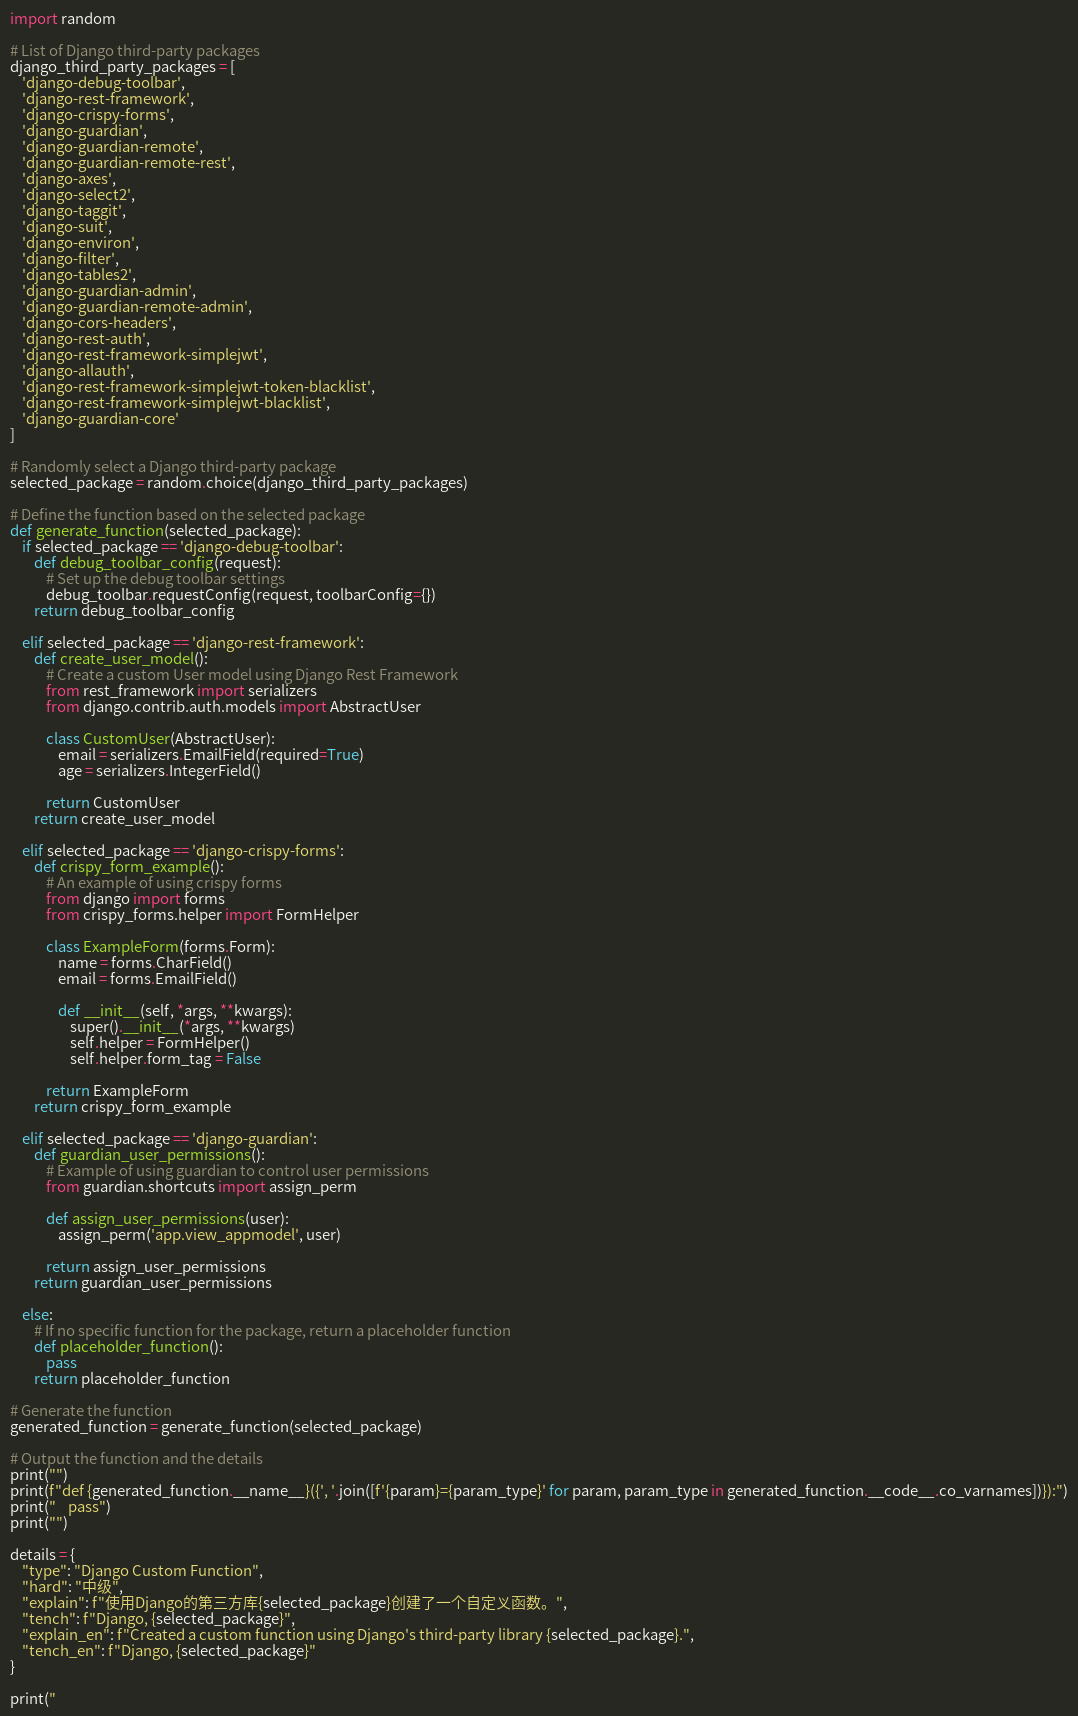 import random

# List of Django third-party packages
django_third_party_packages = [
    'django-debug-toolbar',
    'django-rest-framework',
    'django-crispy-forms',
    'django-guardian',
    'django-guardian-remote',
    'django-guardian-remote-rest',
    'django-axes',
    'django-select2',
    'django-taggit',
    'django-suit',
    'django-environ',
    'django-filter',
    'django-tables2',
    'django-guardian-admin',
    'django-guardian-remote-admin',
    'django-cors-headers',
    'django-rest-auth',
    'django-rest-framework-simplejwt',
    'django-allauth',
    'django-rest-framework-simplejwt-token-blacklist',
    'django-rest-framework-simplejwt-blacklist',
    'django-guardian-core'
]

# Randomly select a Django third-party package
selected_package = random.choice(django_third_party_packages)

# Define the function based on the selected package
def generate_function(selected_package):
    if selected_package == 'django-debug-toolbar':
        def debug_toolbar_config(request):
            # Set up the debug toolbar settings
            debug_toolbar.requestConfig(request, toolbarConfig={})
        return debug_toolbar_config

    elif selected_package == 'django-rest-framework':
        def create_user_model():
            # Create a custom User model using Django Rest Framework
            from rest_framework import serializers
            from django.contrib.auth.models import AbstractUser

            class CustomUser(AbstractUser):
                email = serializers.EmailField(required=True)
                age = serializers.IntegerField()

            return CustomUser
        return create_user_model

    elif selected_package == 'django-crispy-forms':
        def crispy_form_example():
            # An example of using crispy forms
            from django import forms
            from crispy_forms.helper import FormHelper

            class ExampleForm(forms.Form):
                name = forms.CharField()
                email = forms.EmailField()

                def __init__(self, *args, **kwargs):
                    super().__init__(*args, **kwargs)
                    self.helper = FormHelper()
                    self.helper.form_tag = False

            return ExampleForm
        return crispy_form_example

    elif selected_package == 'django-guardian':
        def guardian_user_permissions():
            # Example of using guardian to control user permissions
            from guardian.shortcuts import assign_perm

            def assign_user_permissions(user):
                assign_perm('app.view_appmodel', user)

            return assign_user_permissions
        return guardian_user_permissions

    else:
        # If no specific function for the package, return a placeholder function
        def placeholder_function():
            pass
        return placeholder_function

# Generate the function
generated_function = generate_function(selected_package)

# Output the function and the details
print("")
print(f"def {generated_function.__name__}({', '.join([f'{param}={param_type}' for param, param_type in generated_function.__code__.co_varnames])}):")
print("    pass")
print("")

details = {
    "type": "Django Custom Function",
    "hard": "中级",
    "explain": f"使用Django的第三方库{selected_package}创建了一个自定义函数。",
    "tench": f"Django, {selected_package}",
    "explain_en": f"Created a custom function using Django's third-party library {selected_package}.",
    "tench_en": f"Django, {selected_package}"
}

print("